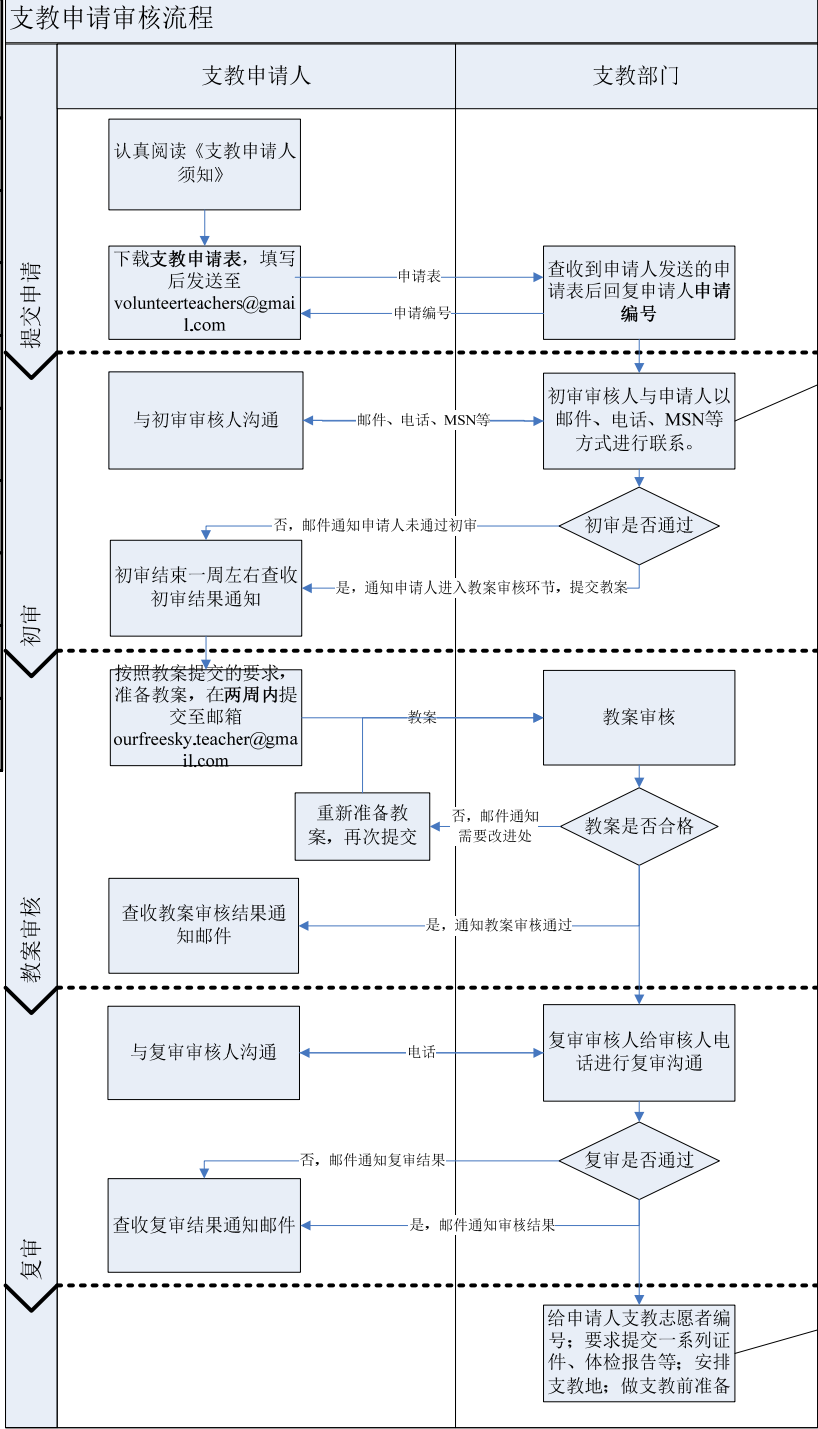 支教申请审核流程
支教申请人
支教部门
提交申请
认真阅读《支教申请人
须知》
下载支教申请表，填写
后发送至
volunteerteachers@gmai
l.com
申请表
申请编号
查收到申请人发送的申
请表后回复申请人申请
编号
初审
与初审审核人沟通
邮件、电话、MSN等
初审审核人与申请人以
邮件、电话、MSN等
方式进行联系。
初审是否通过
否，邮件通知申请人未通过初审
初审结束一周左右查收
初审结果通知
是，通知申请人进入教案审核环节，提交教案
教案审核
按照教案提交的要求，
准备教案，在两周内提
交至邮箱
ourfreesky.teacher@gma
il.com
教案
教案审核
重新准备教
案，再次提交
否，邮件通知
需要改进处
教案是否合格
查收教案审核结果通
知邮件
是，通知教案审核通过
复审
与复审审核人沟通
电话
复审审核人给审核人电
话进行复审沟通
复审是否通过
否，邮件通知复审结果
查收复审结果通知邮件
是，邮件通知审核结果
给申请人支教志愿者编
号；要求提交一系列证
件、体检报告等；安排
支教地；做支教前准备